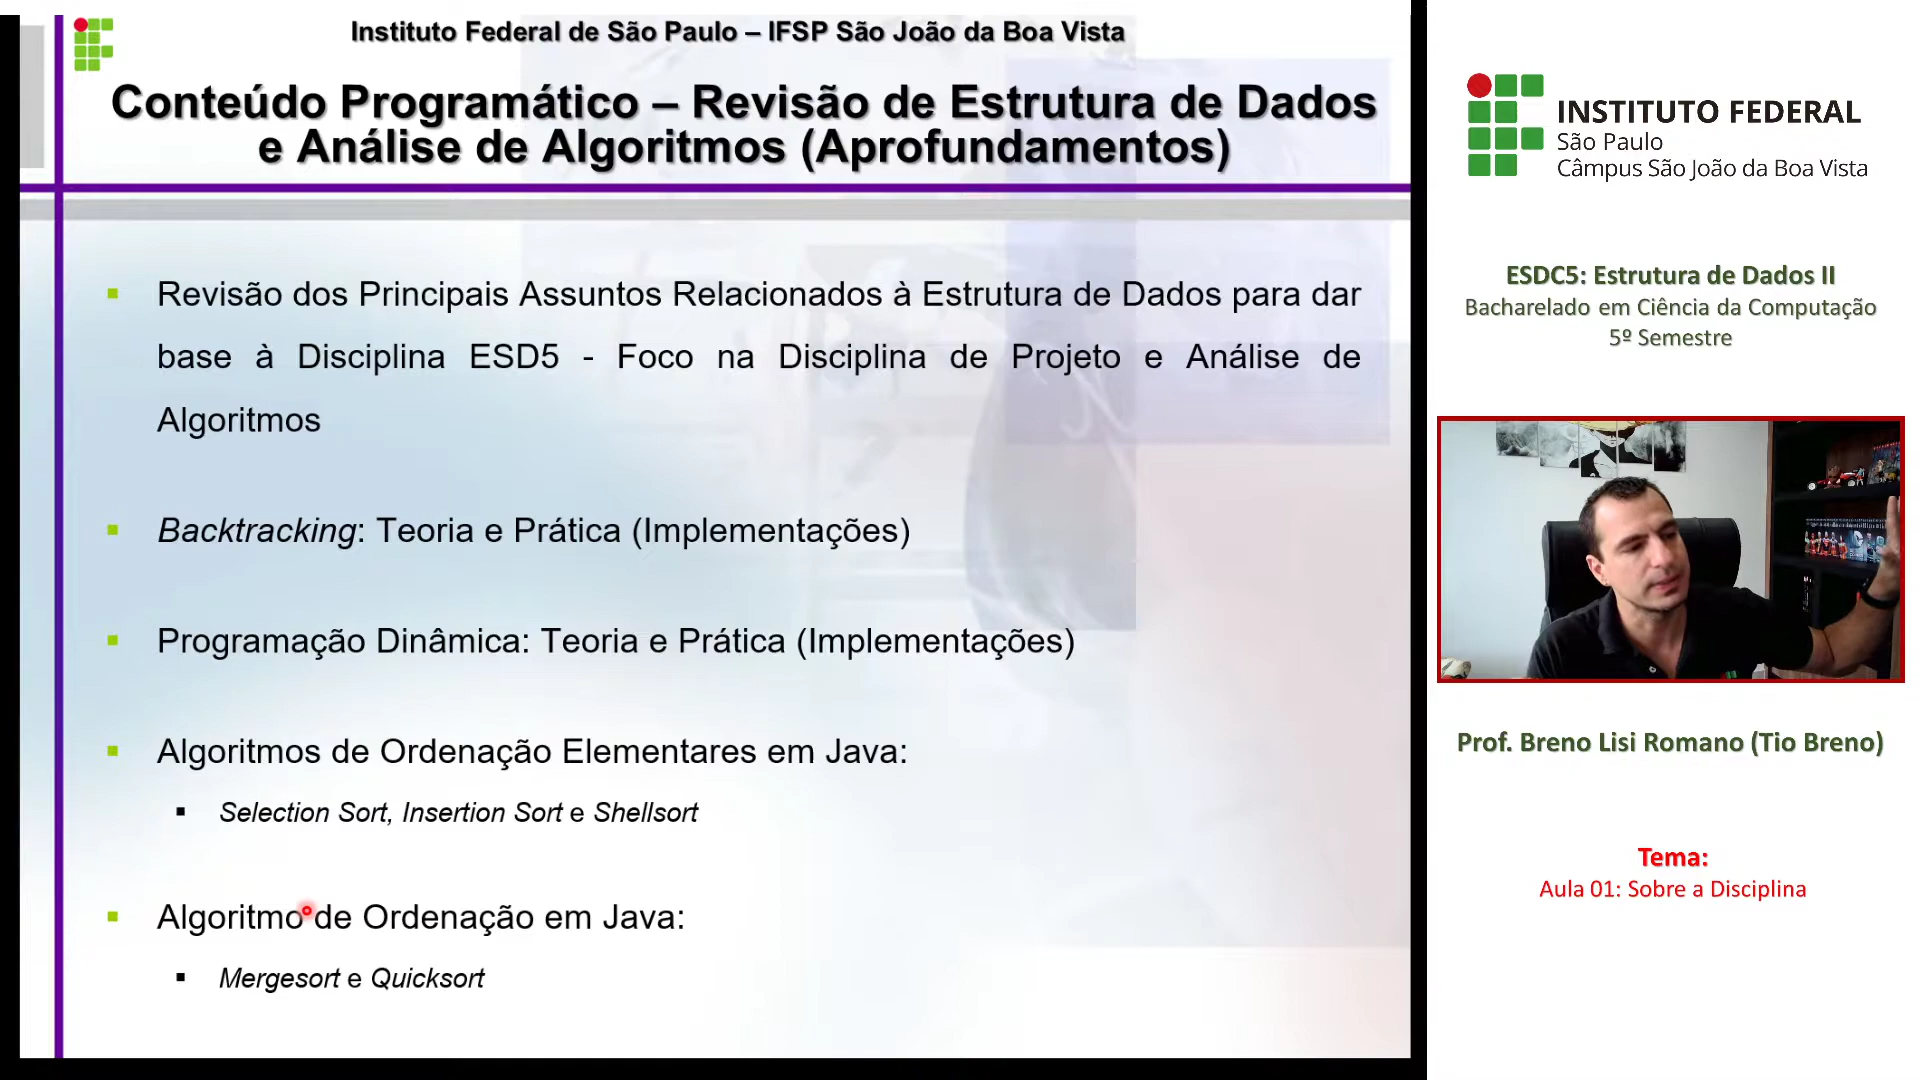 Instituto Federal de São Paulo – IFSP São João da Boa Vista
Conteúdo Programático – Revisão de Estrutura de Dados
e Análise de Algoritmos (Aprofundamentos)
Revisão dos Principais Assuntos Relacionados à Estrutura de Dados para dar
base à Disciplina ESD5 - Foco na Disciplina de Projeto e Análise de
Algoritmos
Backtracking: Teoria e Prática (Implementações)
Programação Dinâmica: Teoria e Prática (Implementações)
Algoritmos de Ordenação Elementares em Java:
Selection Sort, Insertion Sort e Shellsort
Algoritmo de Ordenação em Java:
Mergesort e Quicksort
INSTITUTO FEDERAL
São Paulo
Câmpus São João da Boa Vista
ESDC5: Estrutura de Dados II
Bacharelado em Ciência da Computação
5º Semestre
Prof. Breno Lisi Romano (Tio Breno)
Tema:
Aula 01: Sobre a Disciplina